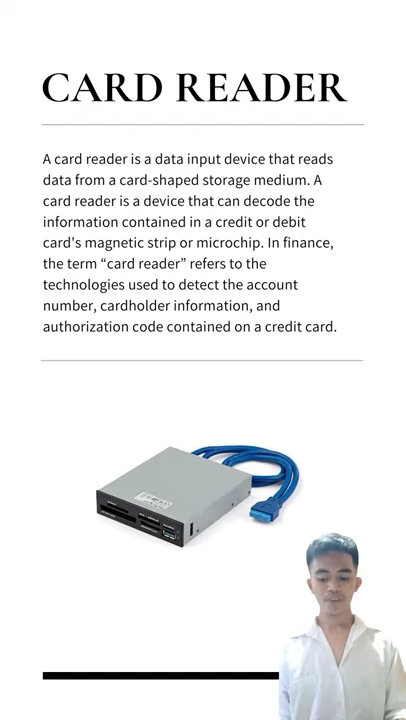 CARD READER
A card reader is a data input device that reads
data from a card-shaped storage medium. A
card reader is a device that can decode the
information contained in a credit or debit
card's magnetic strip or microchip. In finance,
the term “card reader” refers to the
technologies used to detect the account
number, cardholder information, and
authorization code contained on a credit card.